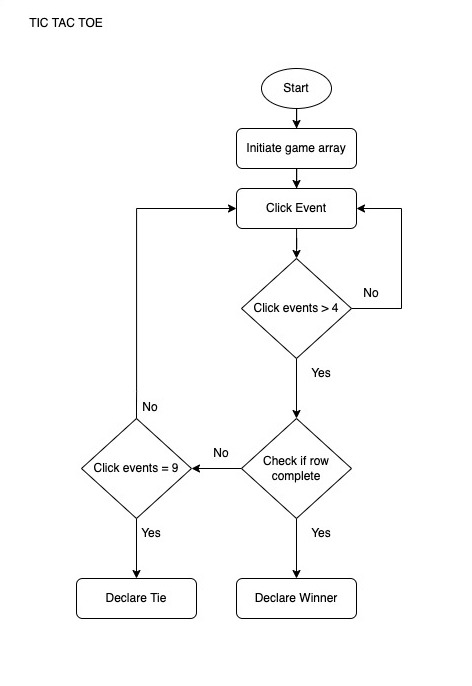 TIC TAC TOE
Start
Initiate game array
Click Event
Click events > 4
No
Yes
Check if row
complete
No
Click events = 9
No
Yes
Yes
Declare Tie
Declare Winner